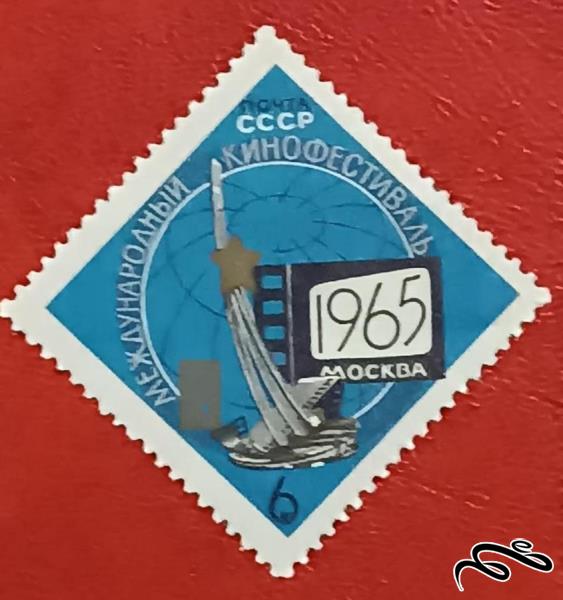 ПОЧТА
СССР
МЕЖДУНАРОДНЫЙ КИНОФЕСТИВАЛЬ
1965
МОСКВА
6